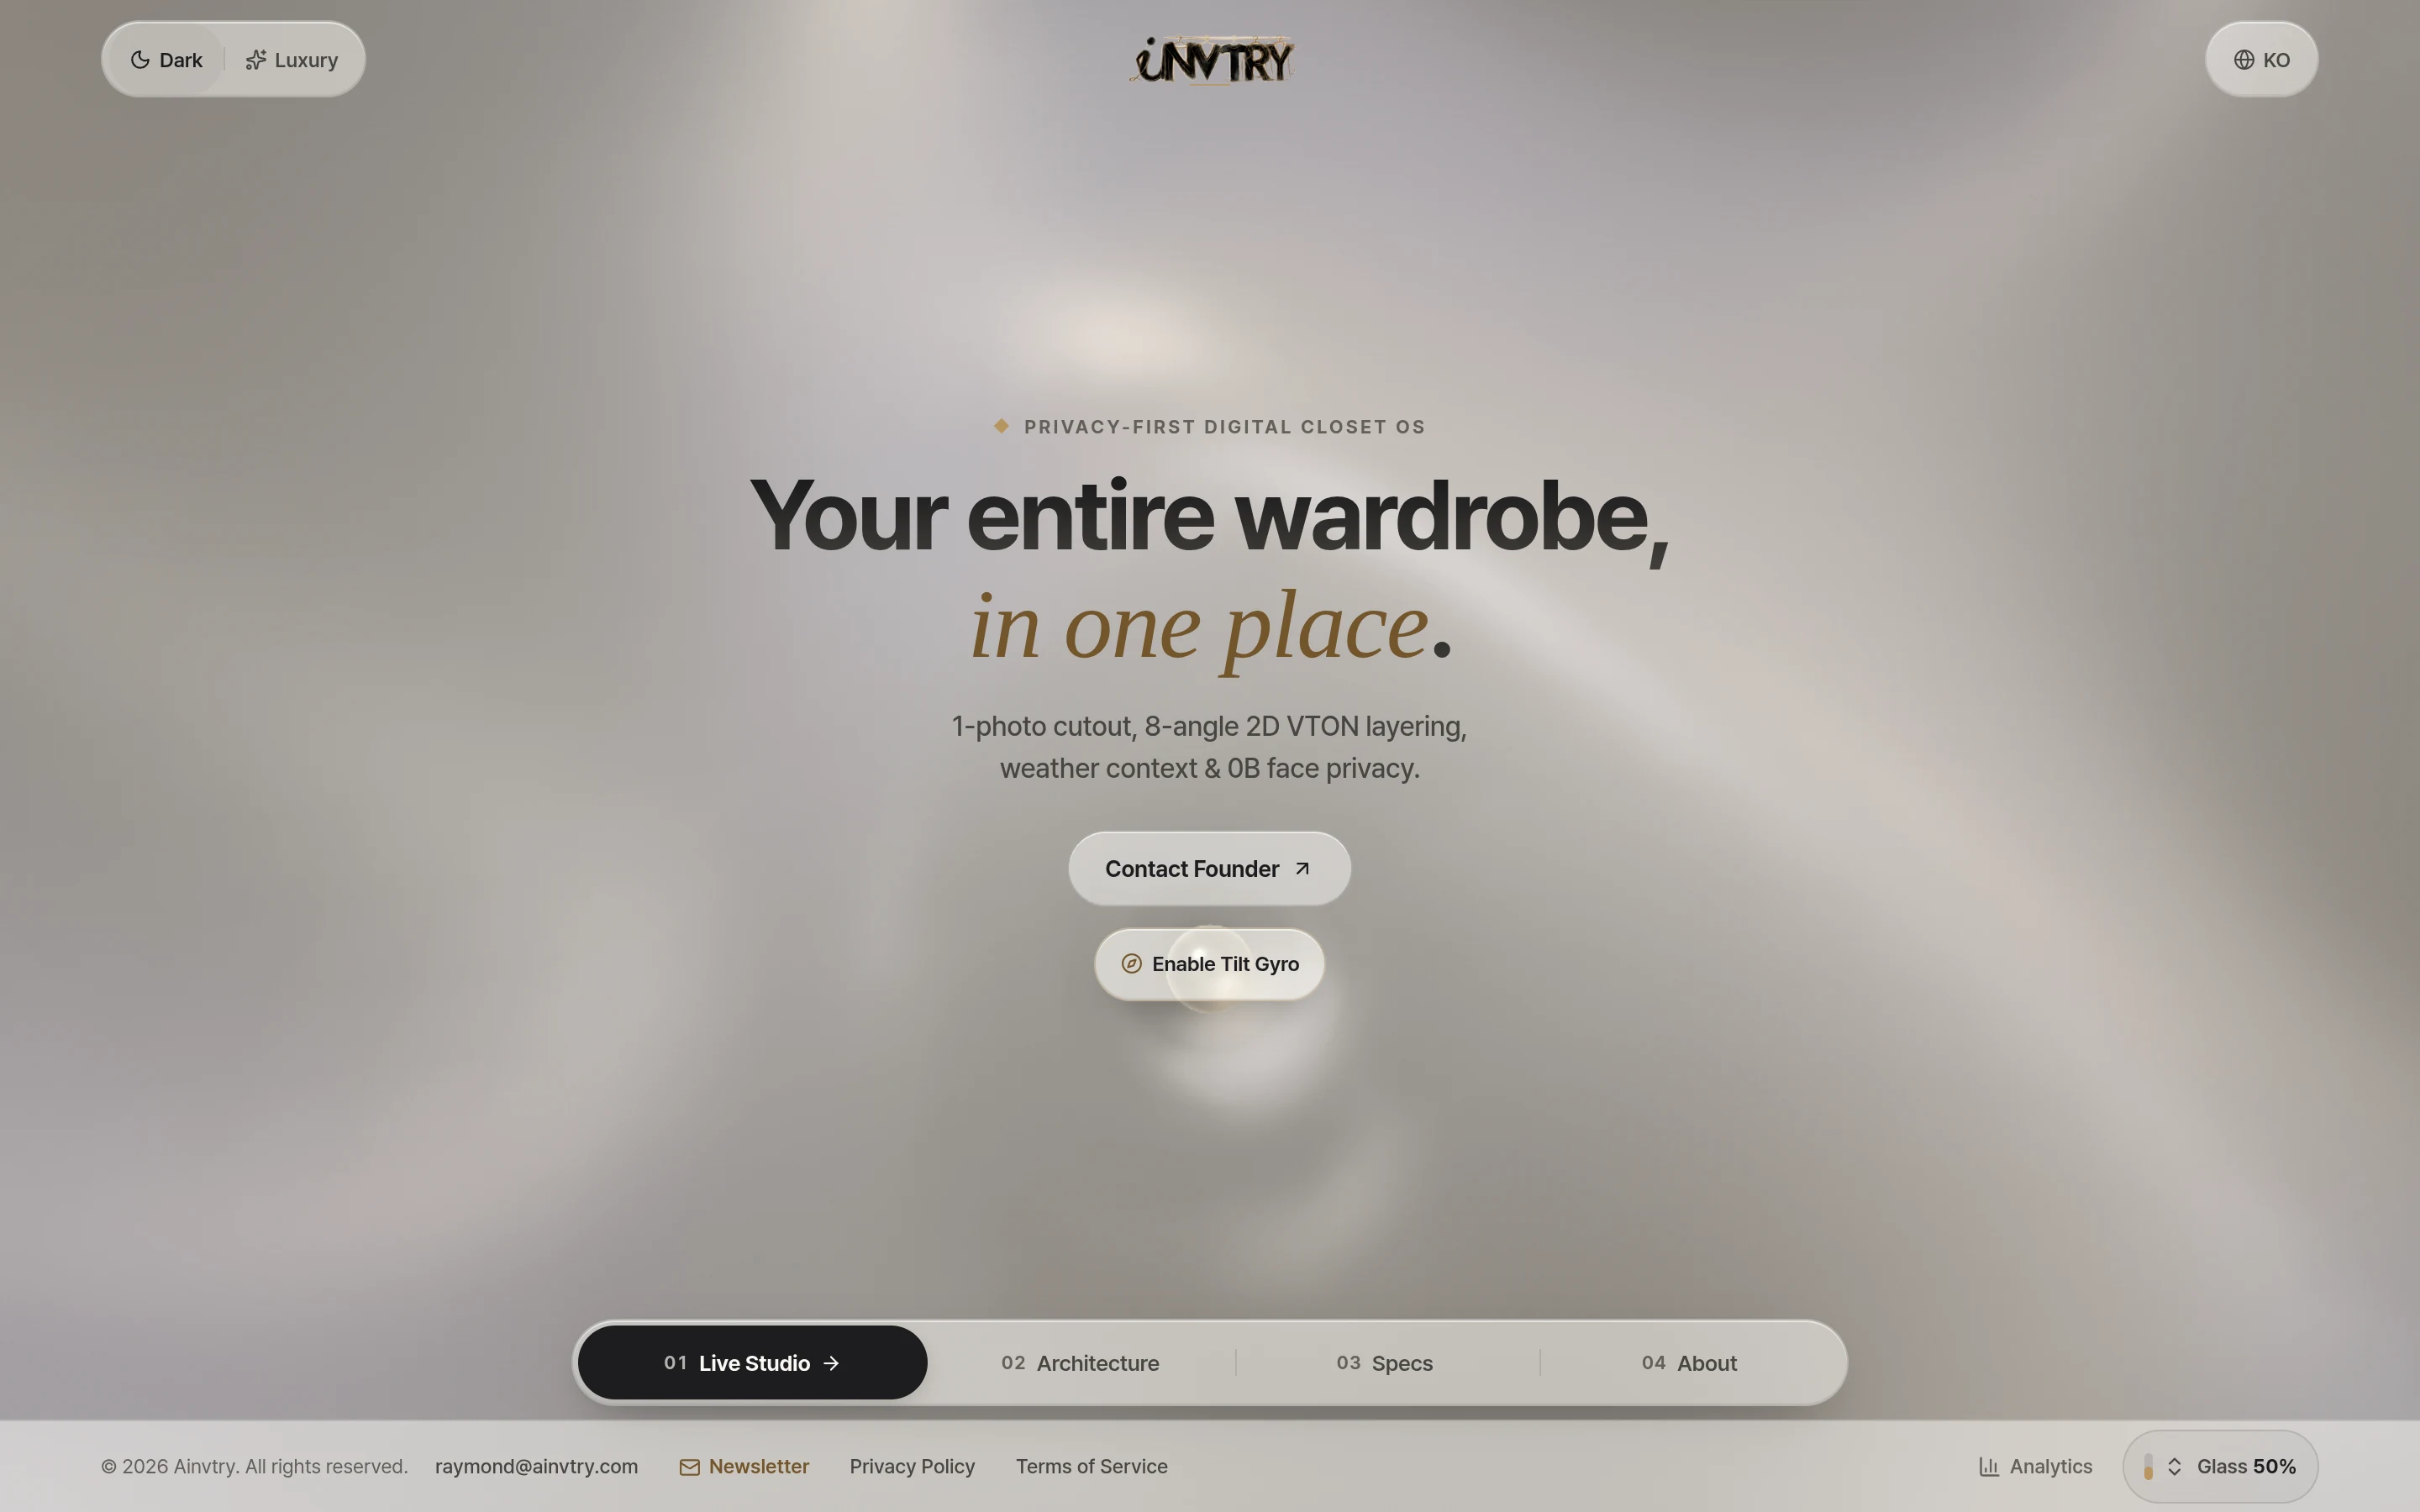 Dark
Luxury
iNVTRY
KO
PRIVACY-FIRST DIGITAL CLOSET OS
Your entire wardrobe,
in one place.
1-photo cutout, 8-angle 2D VTON layering,
weather context & 0B face privacy.
Contact Founder
Enable Tilt Gyro
01 Live Studio
02 Architecture
03 Specs
04 About
© 2026 Ainvtry. All rights reserved.
raymond@ainvtry.com
Newsletter
Privacy Policy
Terms of Service
Analytics
Glass 50%